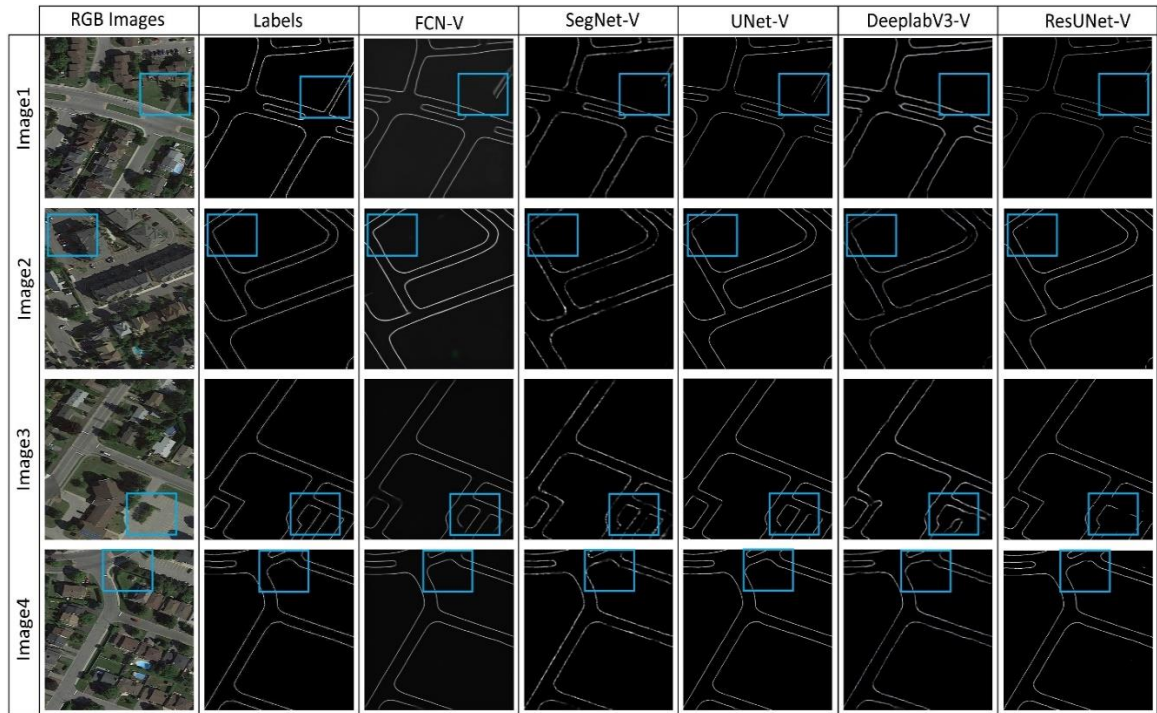 RGB Images
Labels
FCN-V
SegNet-V
UNet-V
DeeplabV3-V
ResUNet-V
Image1
Image2
Image3
Image4